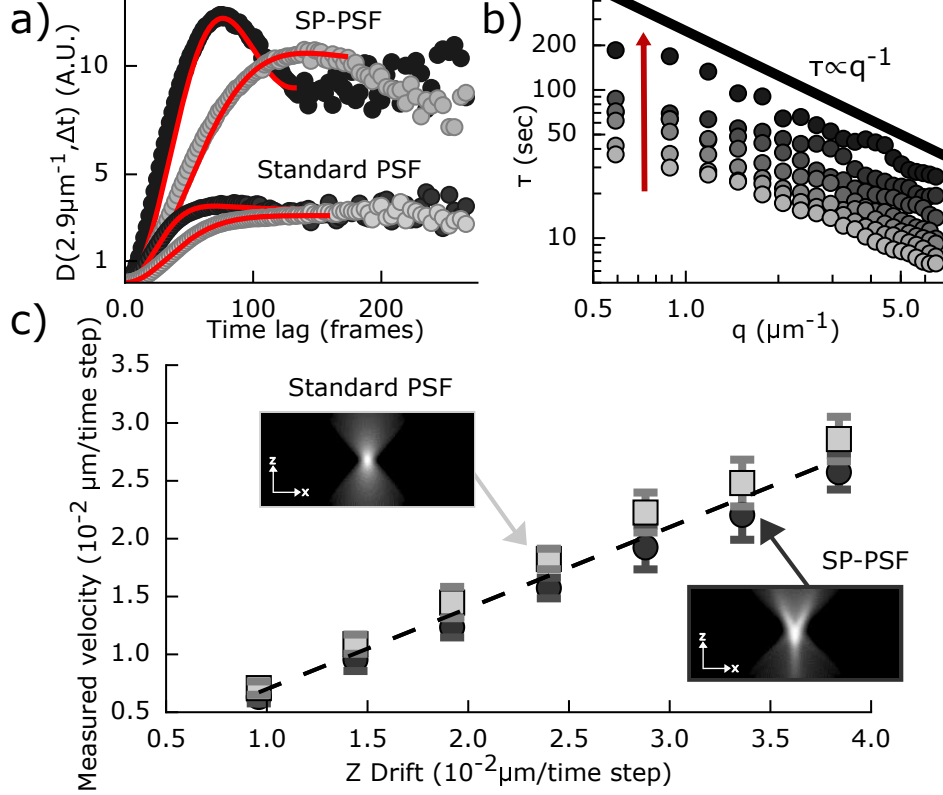 a)
D(2.9μm⁻¹,Δt) (A.U.)
10
5
1
SP-PSF
Standard PSF
0.0
100
200
Time lag (frames)
b)
τ (sec)
200
100
50
10
τ∝q⁻¹
0.5
1.0
5.0
q (μm⁻¹)
c)
Measured velocity (10⁻² μm/time step)
3.5
3.0
2.5
2.0
1.5
1.0
0.5
Standard PSF
z
x
SP-PSF
z
x
0.5
1.0
1.5
2.0
2.5
3.0
3.5
4.0
Z Drift (10⁻²μm/time step)